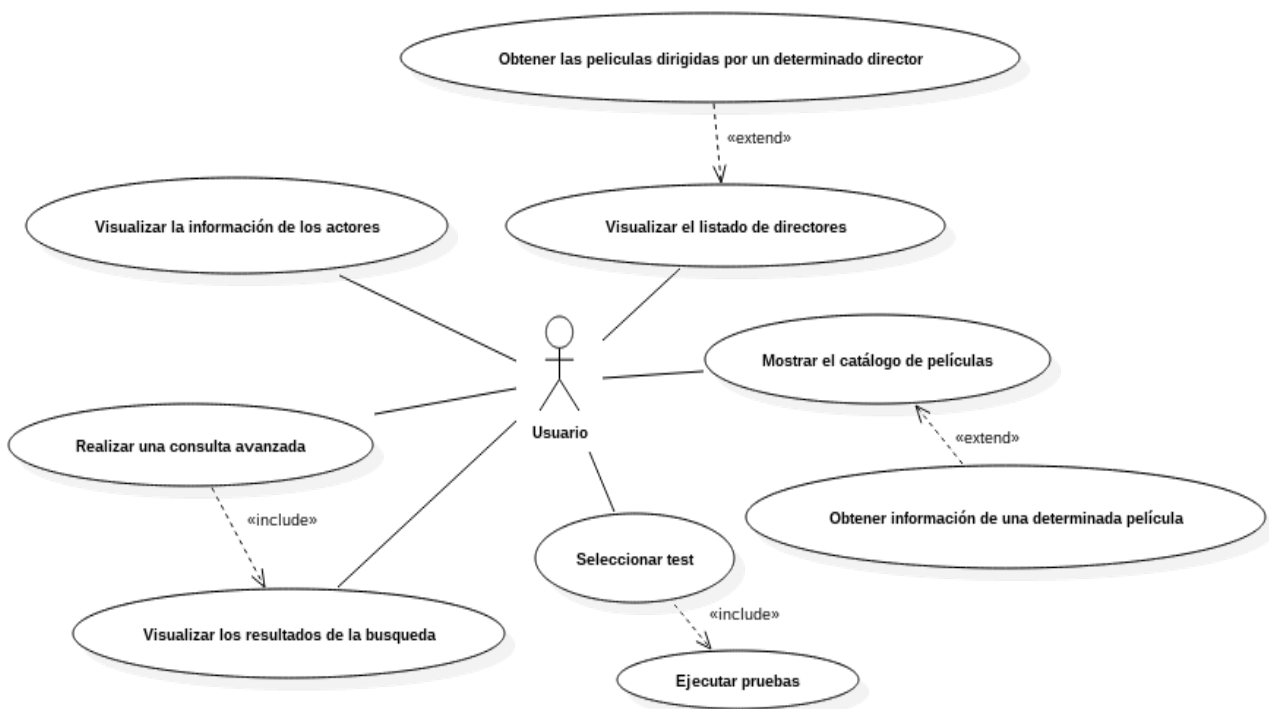 Obtener las peliculas dirigidas por un determinado director
«extend»
Visualizar la información de los actores
Visualizar el listado de directores
Mostrar el catálogo de películas
Usuario
«extend»
Realizar una consulta avanzada
«include»
Obtener información de una determinada película
Seleccionar test
«include»
Visualizar los resultados de la busqueda
Ejecutar pruebas